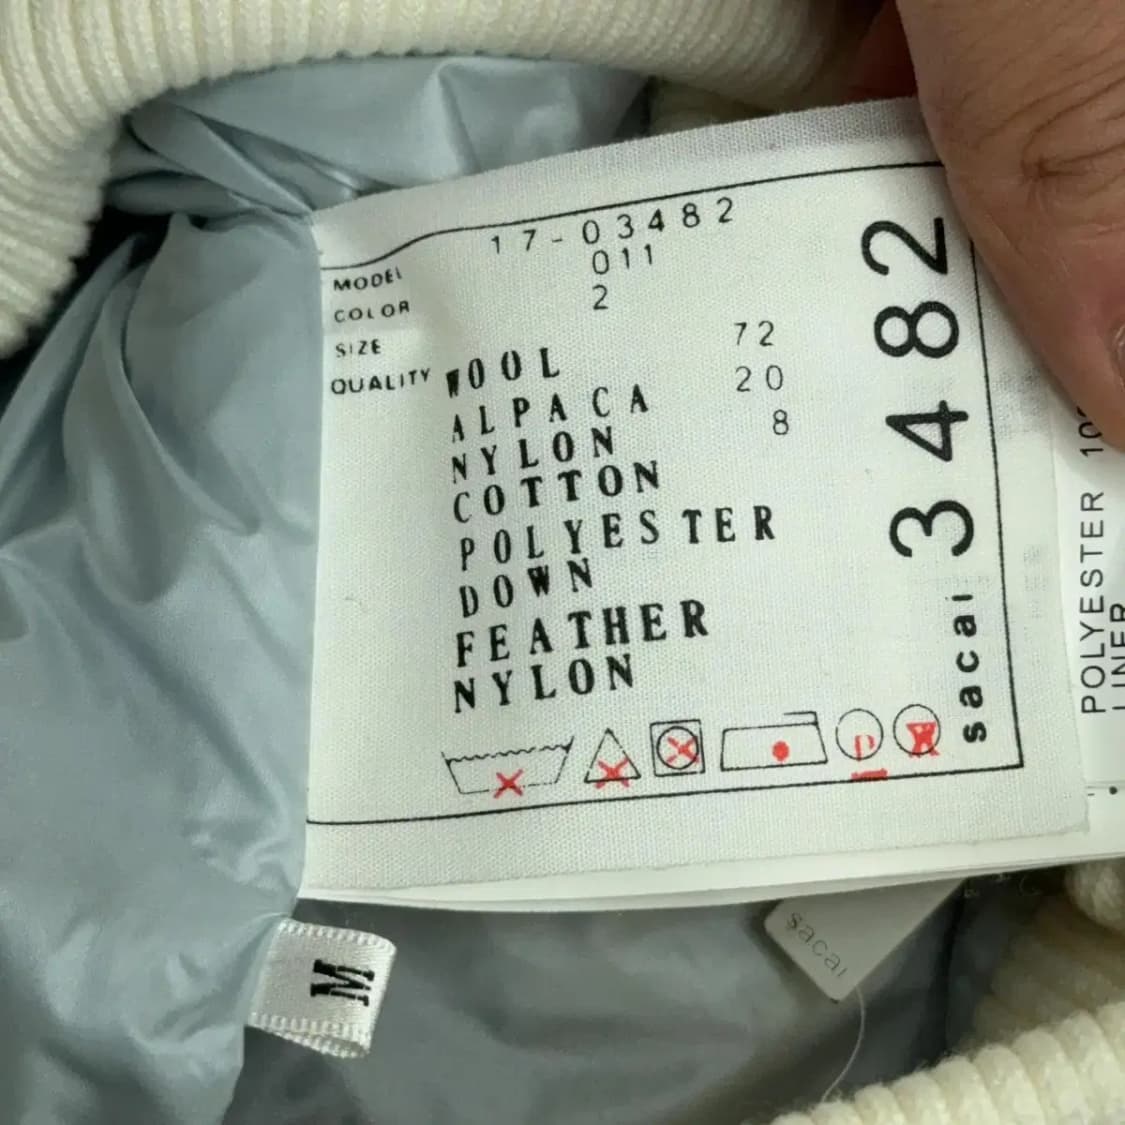 MODEL 17-03482
COLOR 011
SIZE 2
QUALITY WOOL 72
ALPACA 20
NYLON 8
COTTON
POLYESTER
DOWN
FEATHER
NYLON
P
sacai 3482
POLYESTER
LINER
M
sacai